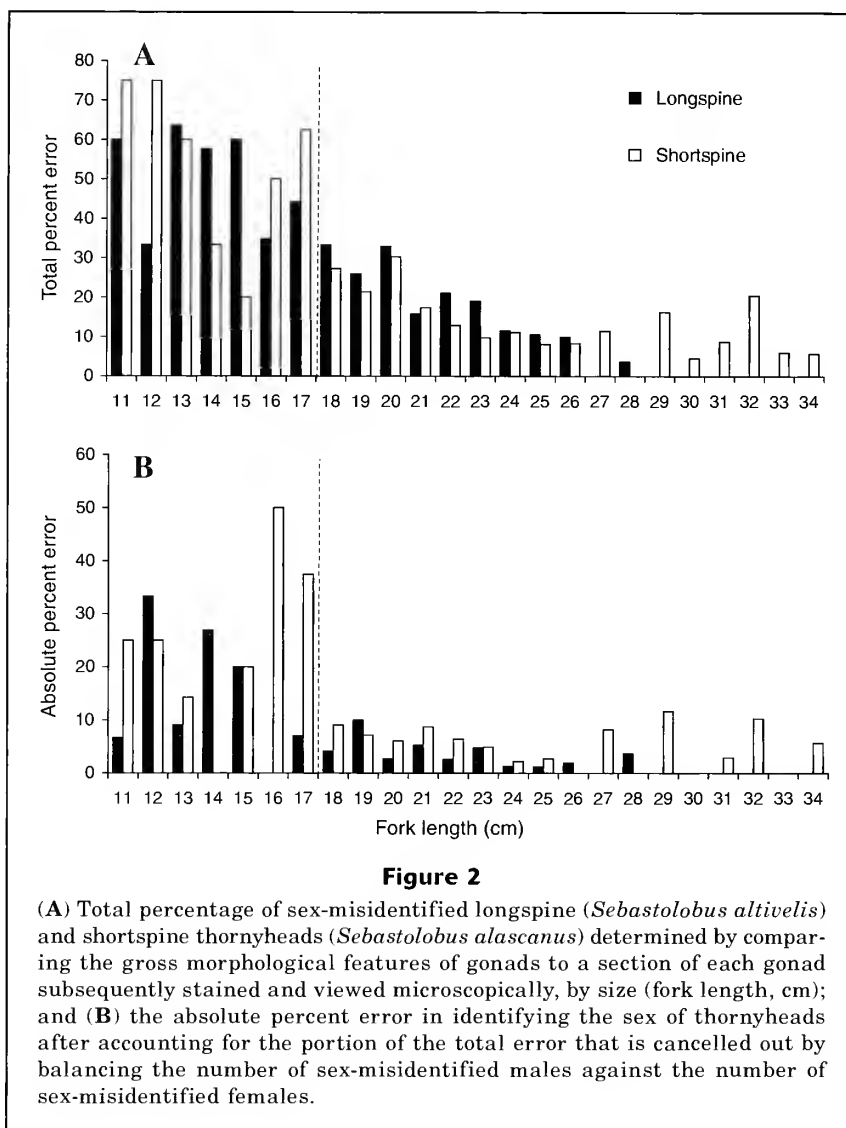 A
80
70
60
50
40
30
20
10
0
Total percent error
Longspine
Shortspine
11 12 13 14 15 16 17 18 19 20 21 22 23 24 25 26 27 28 29 30 31 32 33 34
B
60
50
40
30
20
10
0
Absolute percent error
11 12 13 14 15 16 17 18 19 20 21 22 23 24 25 26 27 28 29 30 31 32 33 34
Fork length (cm)
Figure 2
(A) Total percentage of sex-misidentified longspine (Sebastolobus altivelis)
and shortspine thornyheads (Sebastolobus alascanus) determined by compar-
ing the gross morphological features of gonads to a section of each gonad
subsequently stained and viewed microscopically, by size (fork length, cm);
and (B) the absolute percent error in identifying the sex of thornyheads
after accounting for the portion of the total error that is cancelled out by
balancing the number of sex-misidentified males against the number of
sex-misidentified females.